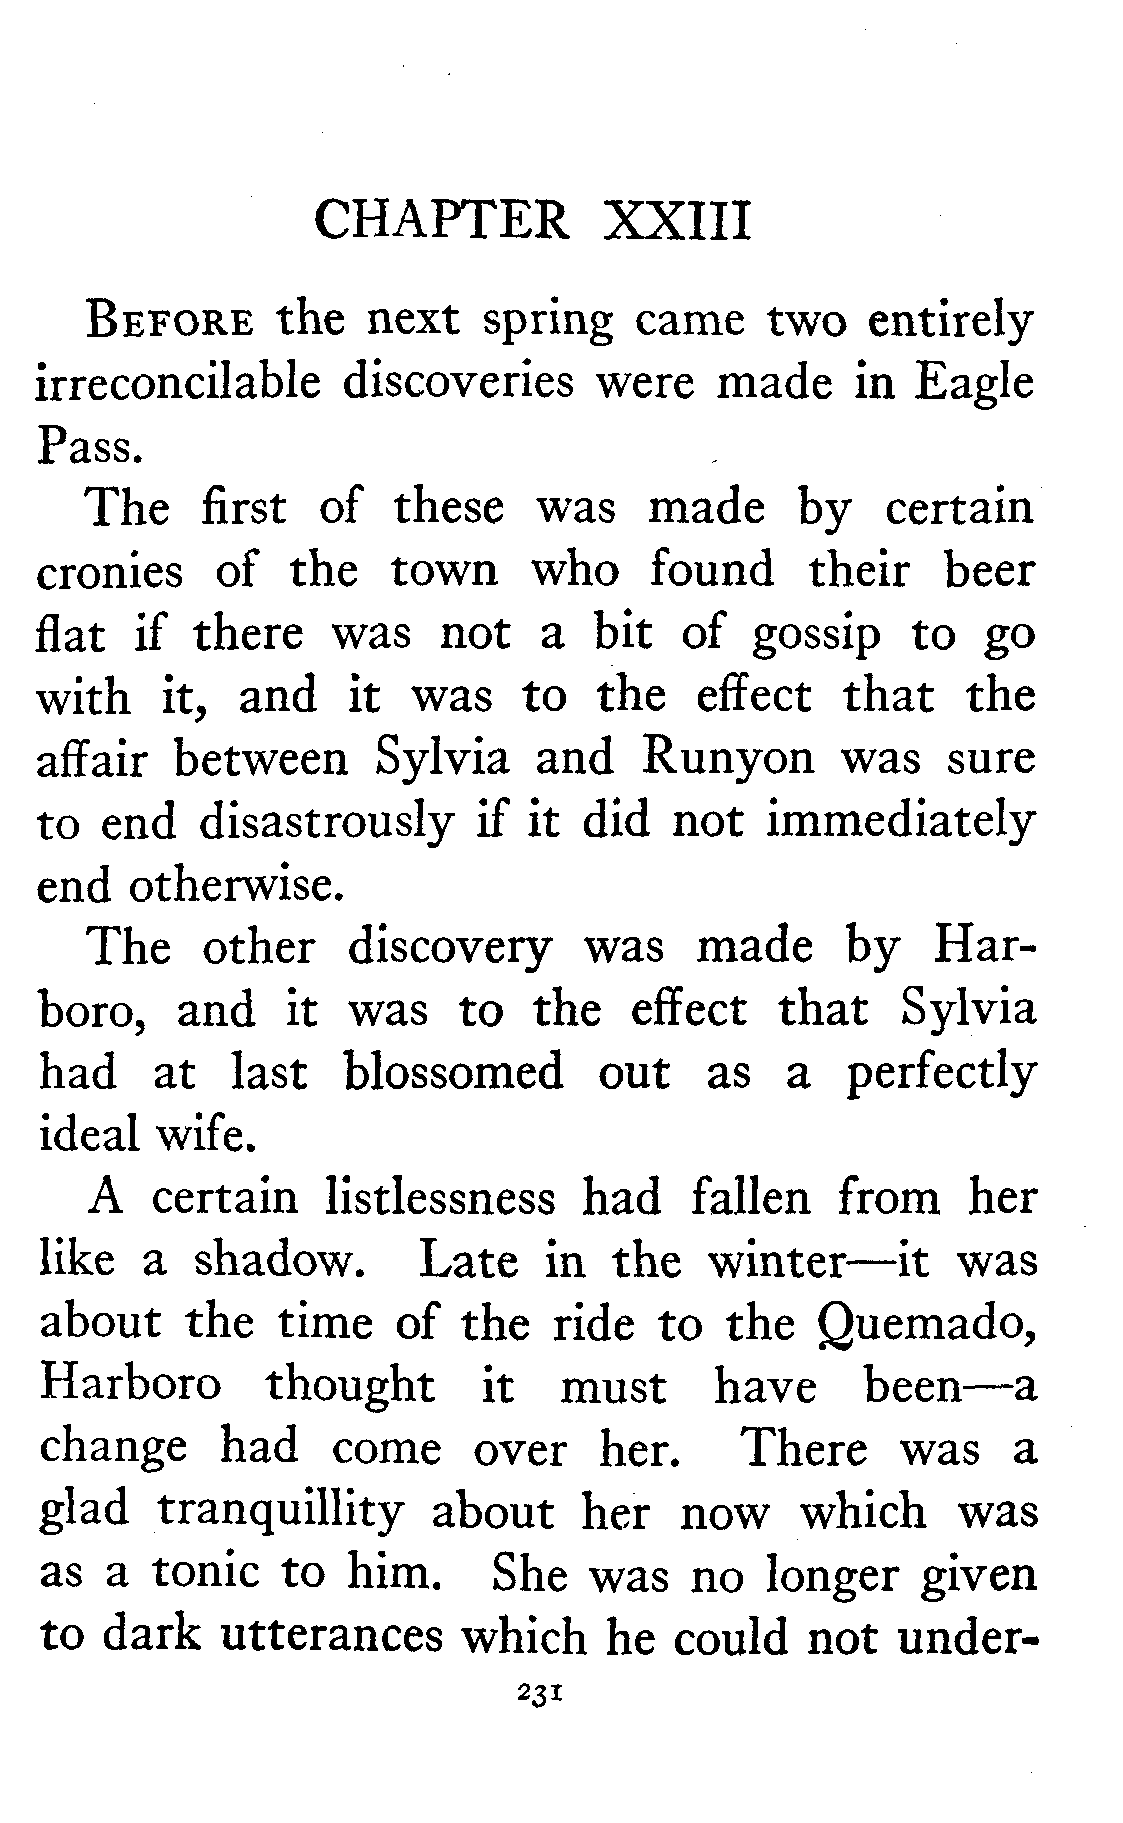 CHAPTER XXIII
BEFORE the next spring came two entirely
irreconcilable discoveries were made in Eagle
Pass.
The first of these was made by certain
cronies of the town who found their beer
flat if there was not a bit of gossip to go
with it, and it was to the effect that the
affair between Sylvia and Runyon was sure
to end disastrously if it did not immediately
end otherwise.
The other discovery was made by Har-
boro, and it was to the effect that Sylvia
had at last blossomed out as a perfectly
ideal wife.
A certain listlessness had fallen from her
like a shadow. Late in the winter—it was
about the time of the ride to the Quemado,
Harboro thought it must have been—a
change had come over her. There was a
glad tranquillity about her now which was
as a tonic to him. She was no longer given
to dark utterances which he could not under-
231